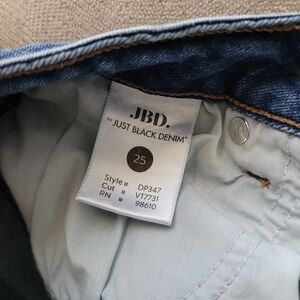 JBD.
by JUST BLACK DENIM
25
Style # DP347
Cut # VT7731
RN # 98610